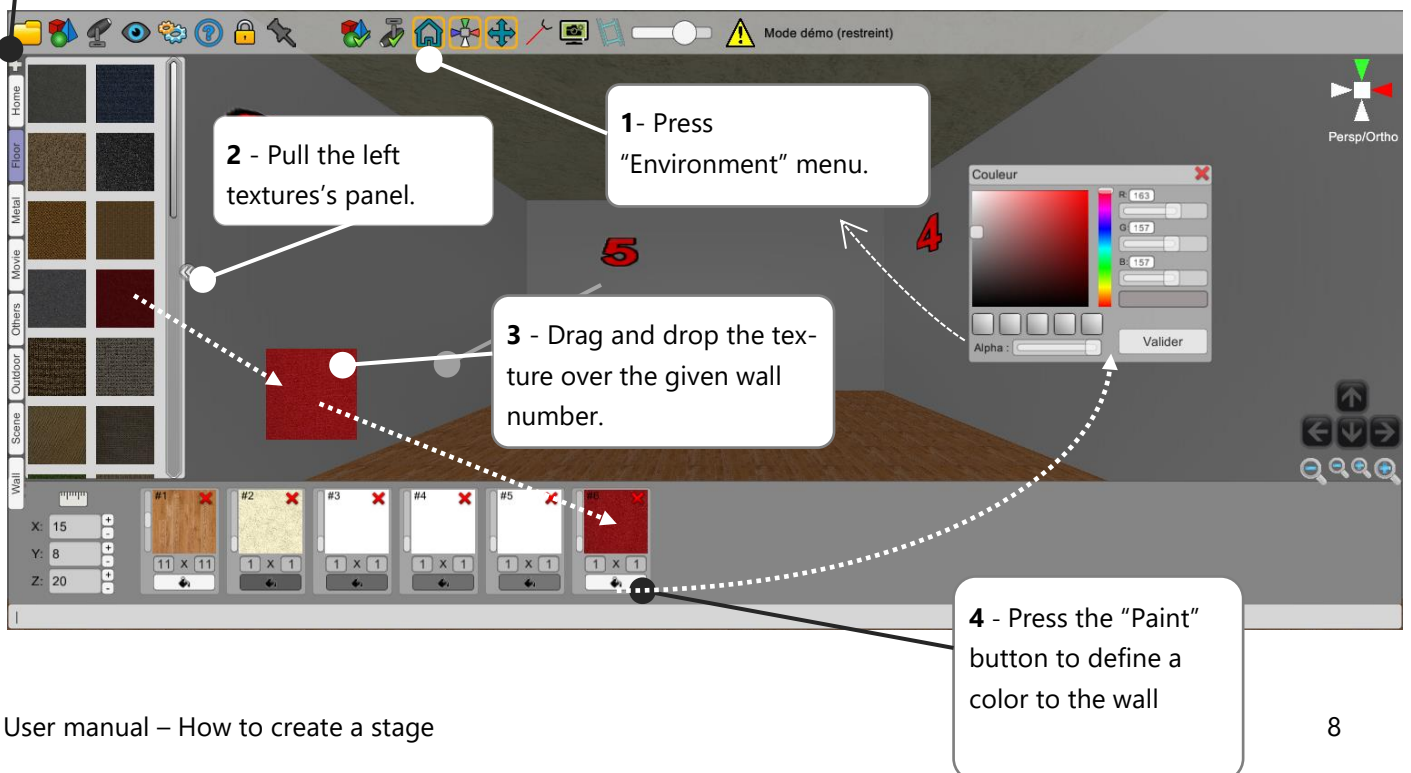 Mode démo (restreint)
Home
Floor
Metal
Movie
Others
Outdoor
Scene
Wall
2 - Pull the left
textures's panel.
1- Press
“Environment” menu.
Persp/Ortho
5
4
Couleur
R: 163
G: 157
B: 157
Alpha :
Valider
3 - Drag and drop the tex-
ture over the given wall
number.
X: 15
Y: 8
Z: 20
#1
11 X 11
#2
1 X 1
#3
1 X 1
#4
1 X 1
#5
1 X 1
#6
1 X 1
4 - Press the “Paint”
button to define a
color to the wall
User manual – How to create a stage
8